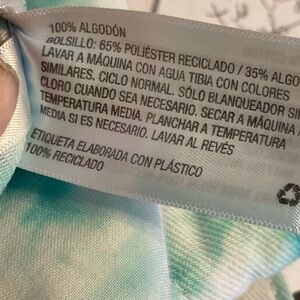 100% ALGODÓN
BOLSILLO: 65% POLIÉSTER RECICLADO / 35% ALGO
LAVAR A MÁQUINA CON AGUA TIBIA CON COLORES
SIMILARES. CICLO NORMAL. SÓLO BLANQUEADOR SI
CLORO CUANDO SEA NECESARIO. SECAR A MÁQUINA
TEMPERATURA MEDIA. PLANCHAR A TEMPERATURA
MEDIA SI ES NECESARIO. LAVAR AL REVÉS
ETIQUETA ELABORADA CON PLÁSTICO
100% RECICLADO